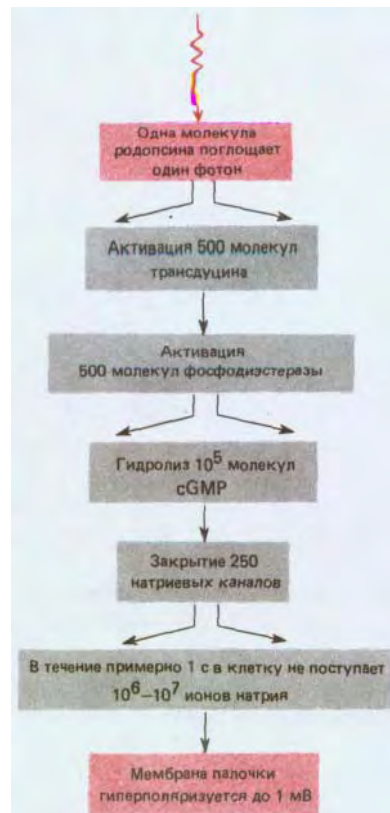 Одна молекула
родопсина поглощает
один фотон
Активация 500 молекул
трансдуцина
Активация
500 молекул фосфодиэстеразы
Гидролиз 10⁵ молекул
cGMP
Закрытие 250
натриевых каналов
В течение примерно 1 с в клетку не поступает
10⁶–10⁷ ионов натрия
Мембрана палочки
гиперполяризуется до 1 мВ